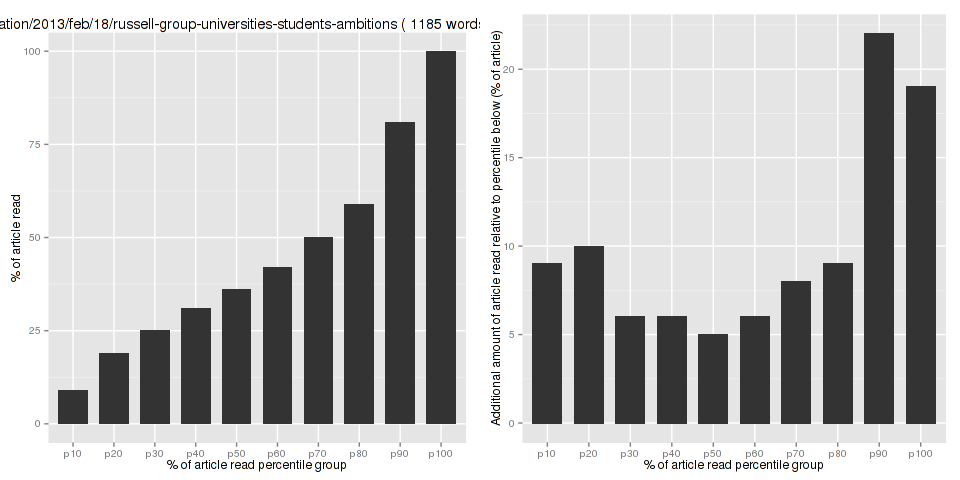 ation/2013/feb/18/russell-group-universities-students-ambitions ( 1185 words
% of article read
100
75
50
25
0
p10 p20 p30 p40 p50 p60 p70 p80 p90 p100
% of article read percentile group
Additional amount of article read relative to percentile below (% of article)
20
15
10
5
0
p10 p20 p30 p40 p50 p60 p70 p80 p90 p100
% of article read percentile group